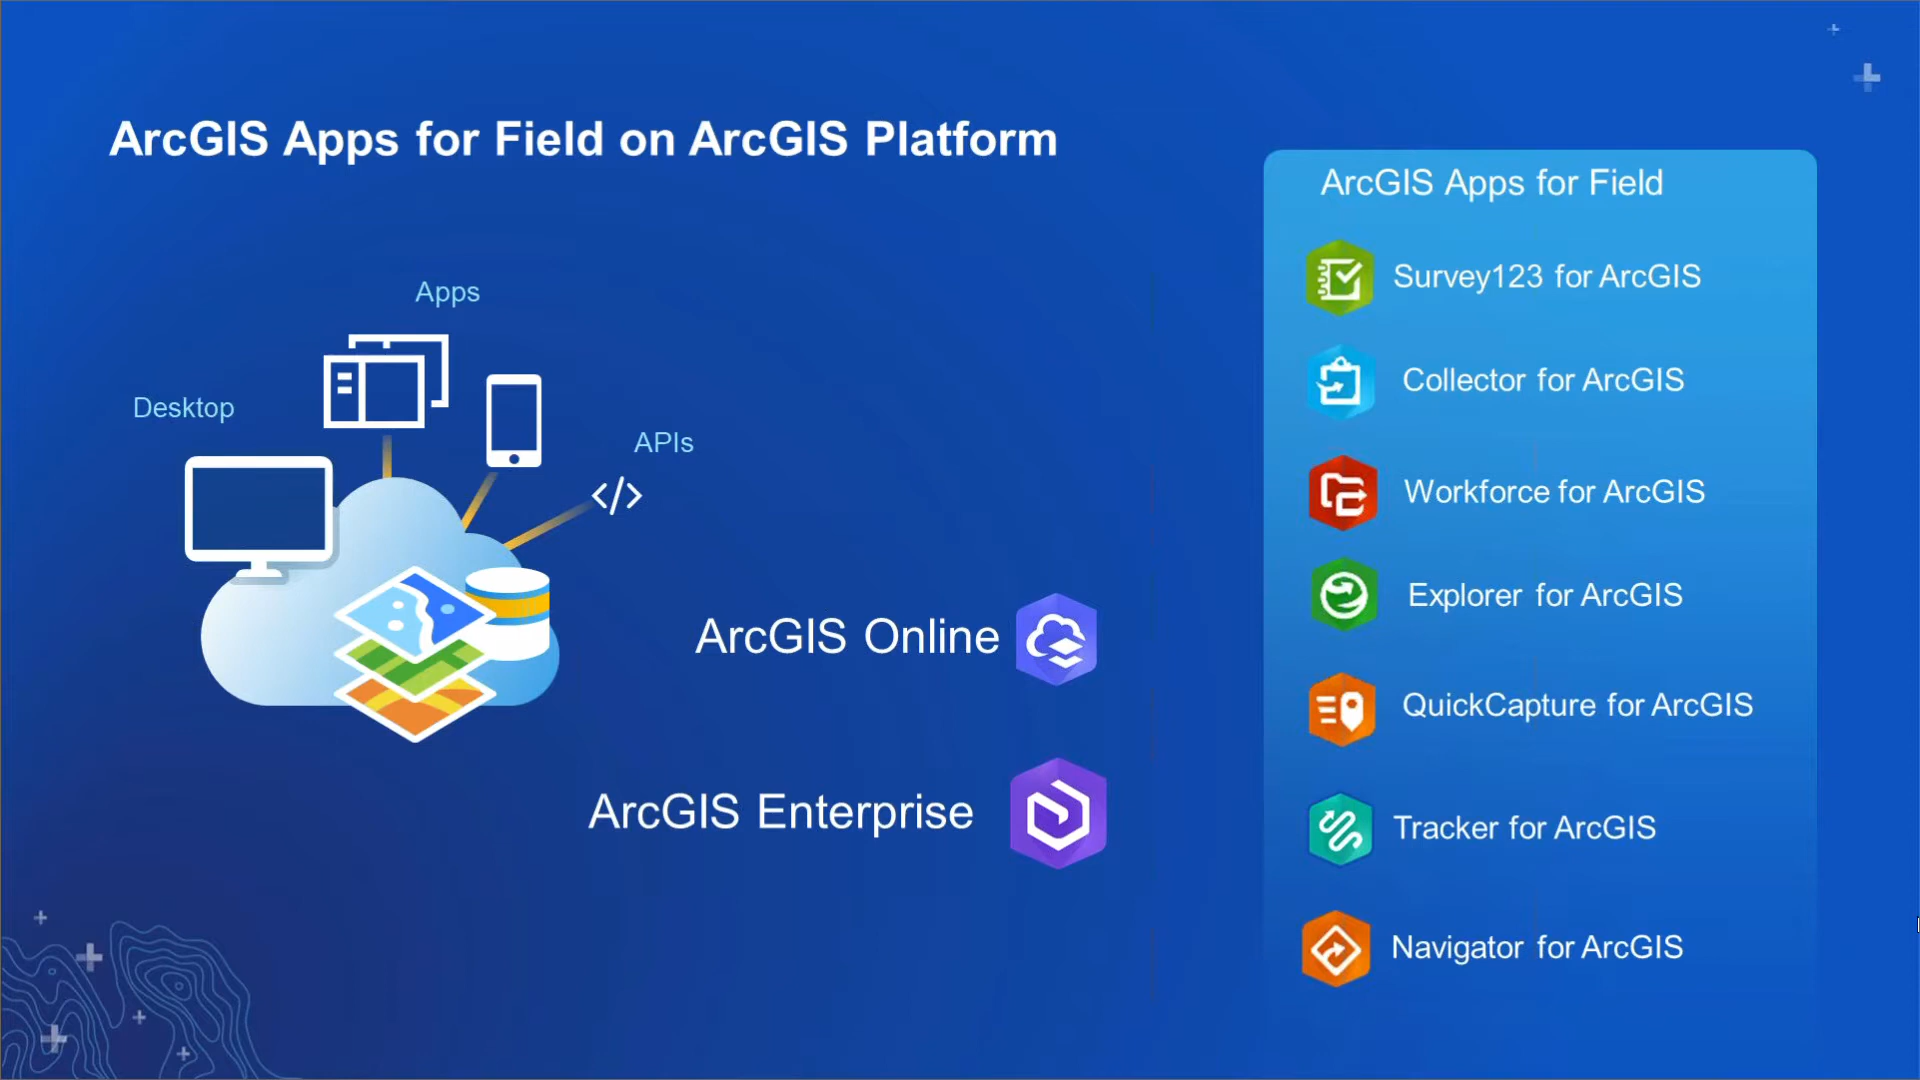 ArcGIS Apps for Field on ArcGIS Platform
Apps
Desktop
APIs
</>
ArcGIS Online
ArcGIS Enterprise
ArcGIS Apps for Field
Survey123 for ArcGIS
Collector for ArcGIS
Workforce for ArcGIS
Explorer for ArcGIS
QuickCapture for ArcGIS
Tracker for ArcGIS
Navigator for ArcGIS